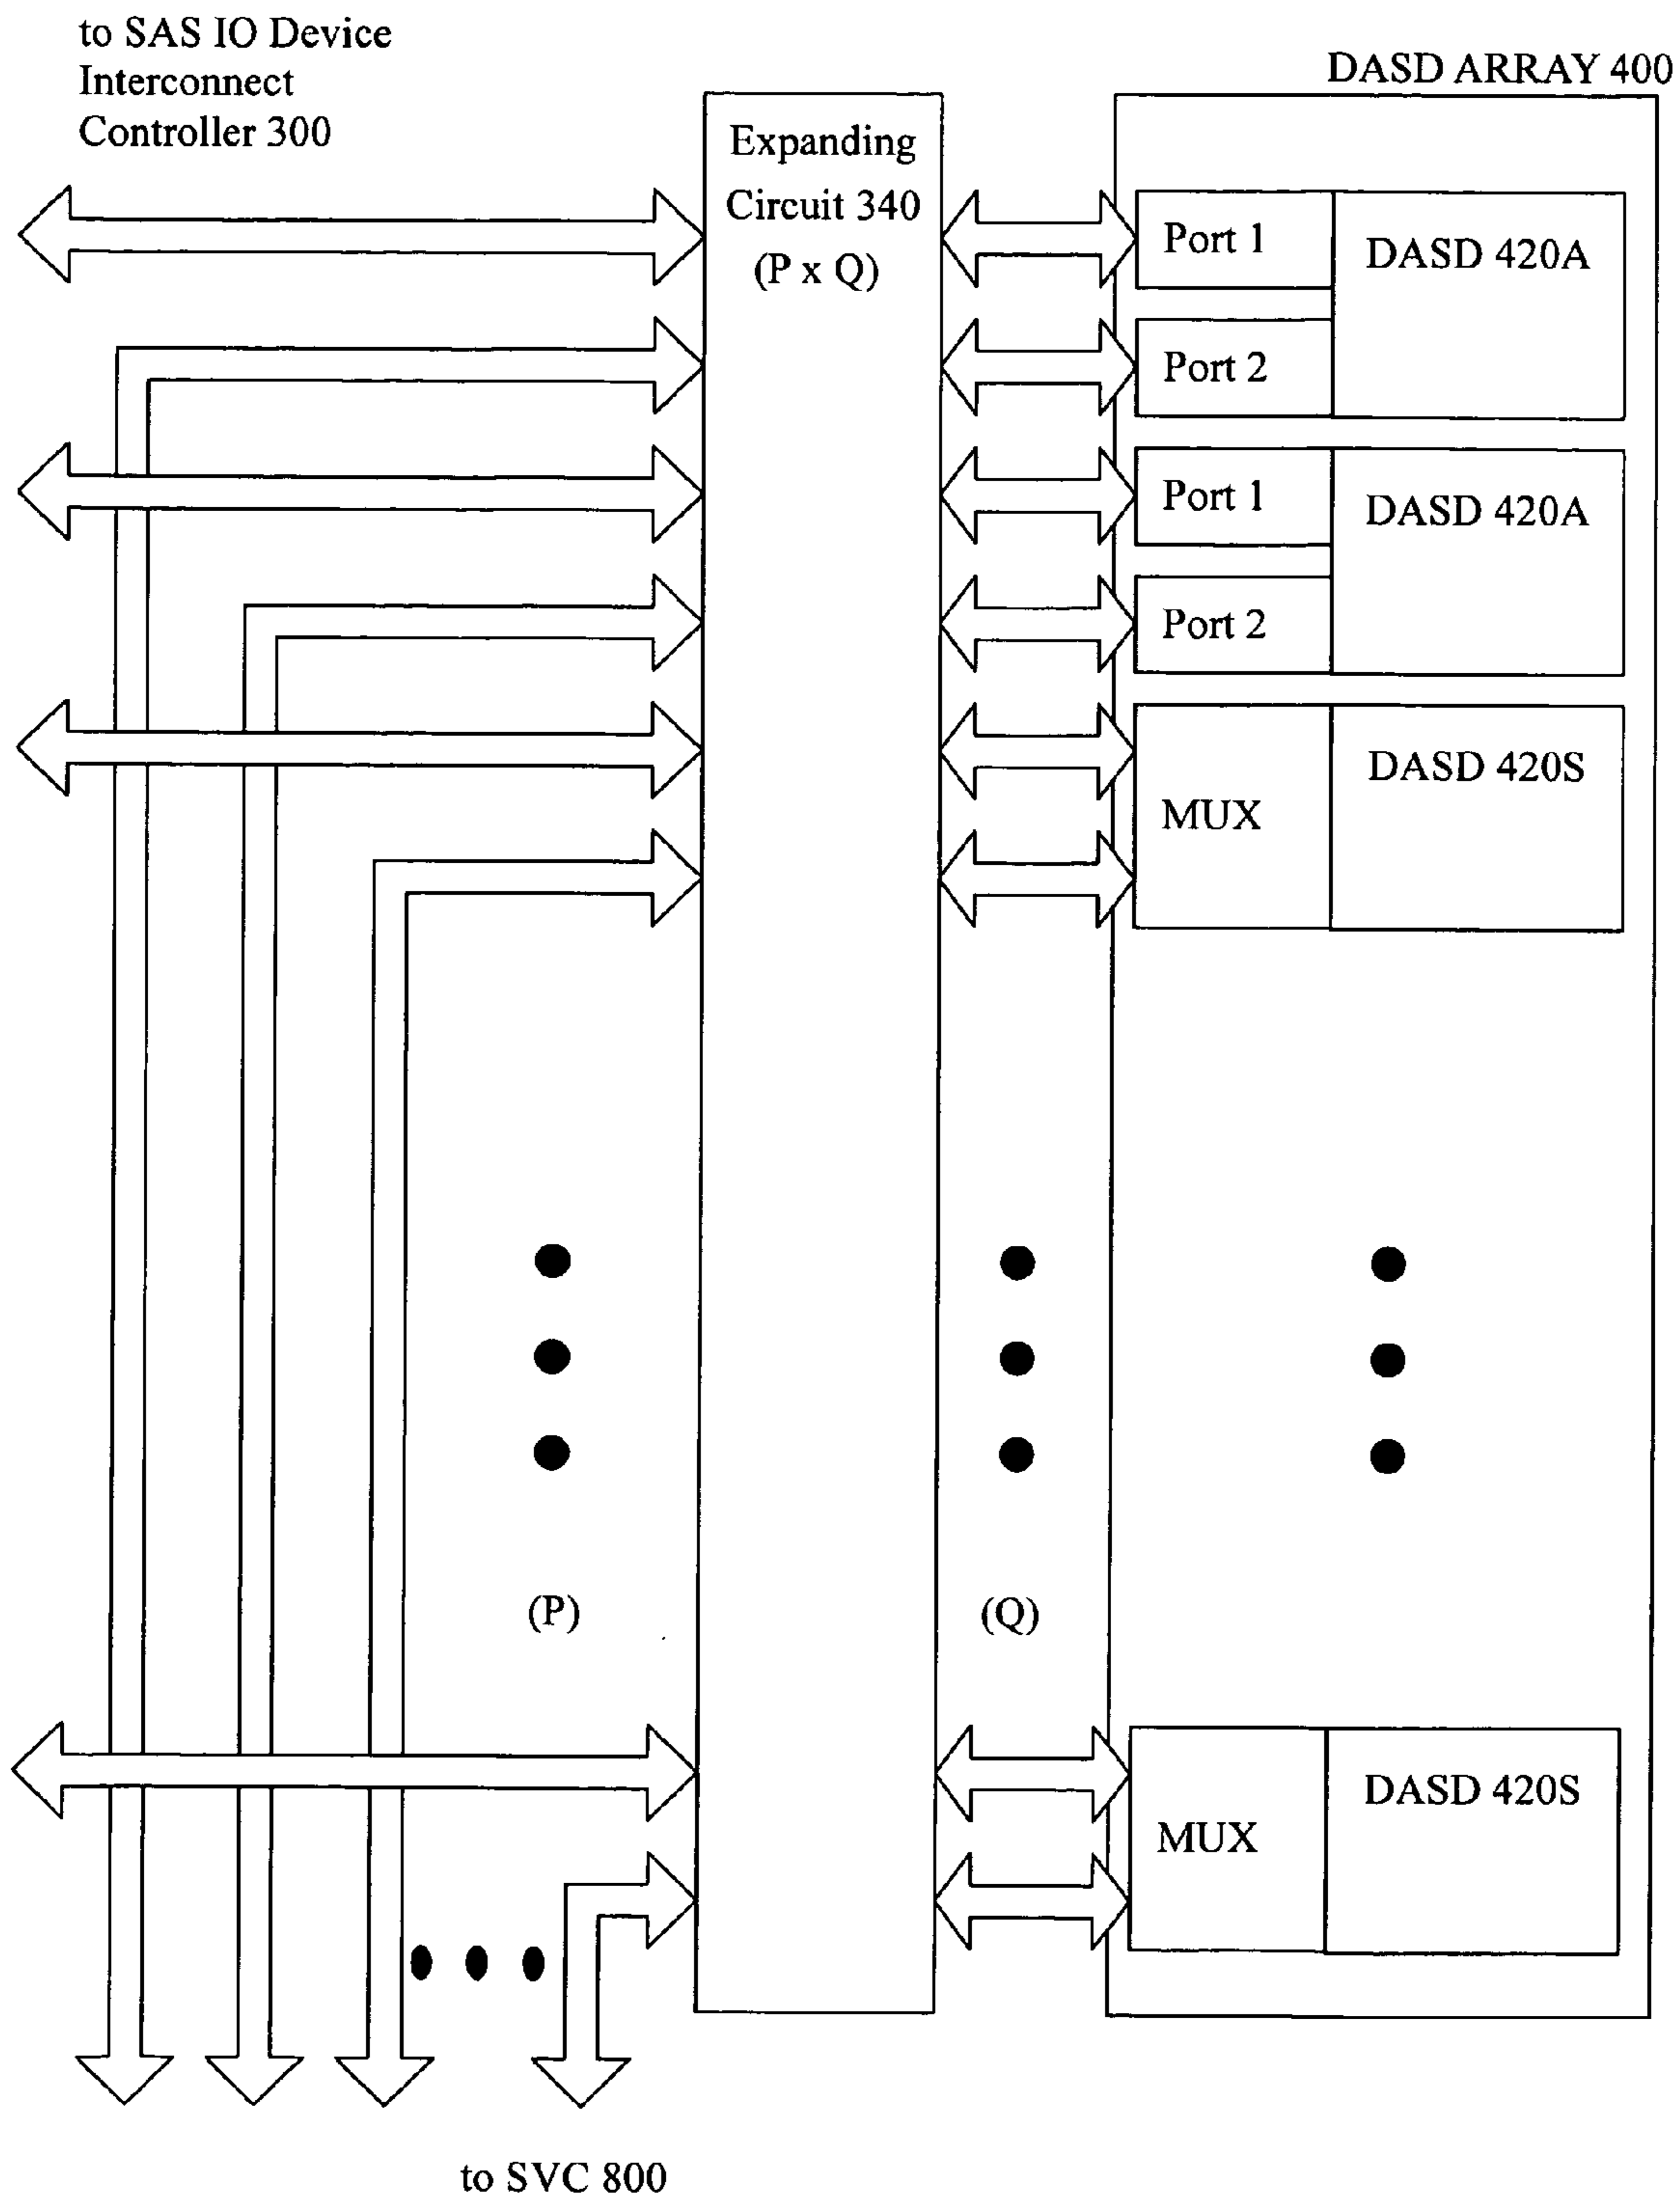 to SAS IO Device
Interconnect
Controller 300
DASD ARRAY 400
Expanding
Circuit 340
(P x Q)
Port 1
DASD 420A
Port 2
Port 1
DASD 420A
Port 2
DASD 420S
MUX
(P)
(Q)
DASD 420S
MUX
to SVC 800